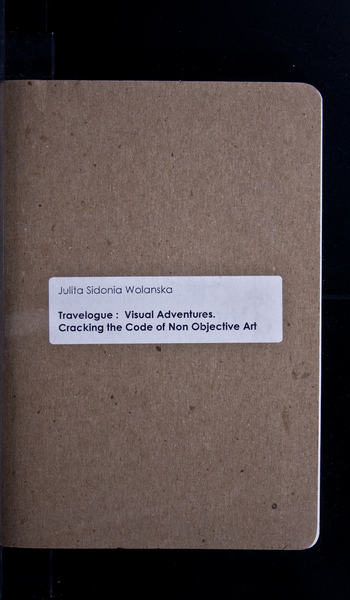 Julita Sidonia Wolanska
Travelogue : Visual Adventures.
Cracking the Code of Non Objective Art